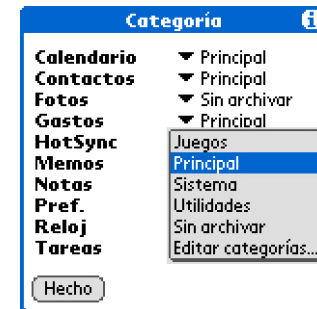 Categoría
Calendario Principal
Contactos Principal
Fotos Sin archivar
Gastos Principal
HotSync Juegos
Memos Principal
Notas Sistema
Pref. Utilidades
Reloj Sin archivar
Tareas Editar categorías...
Hecho